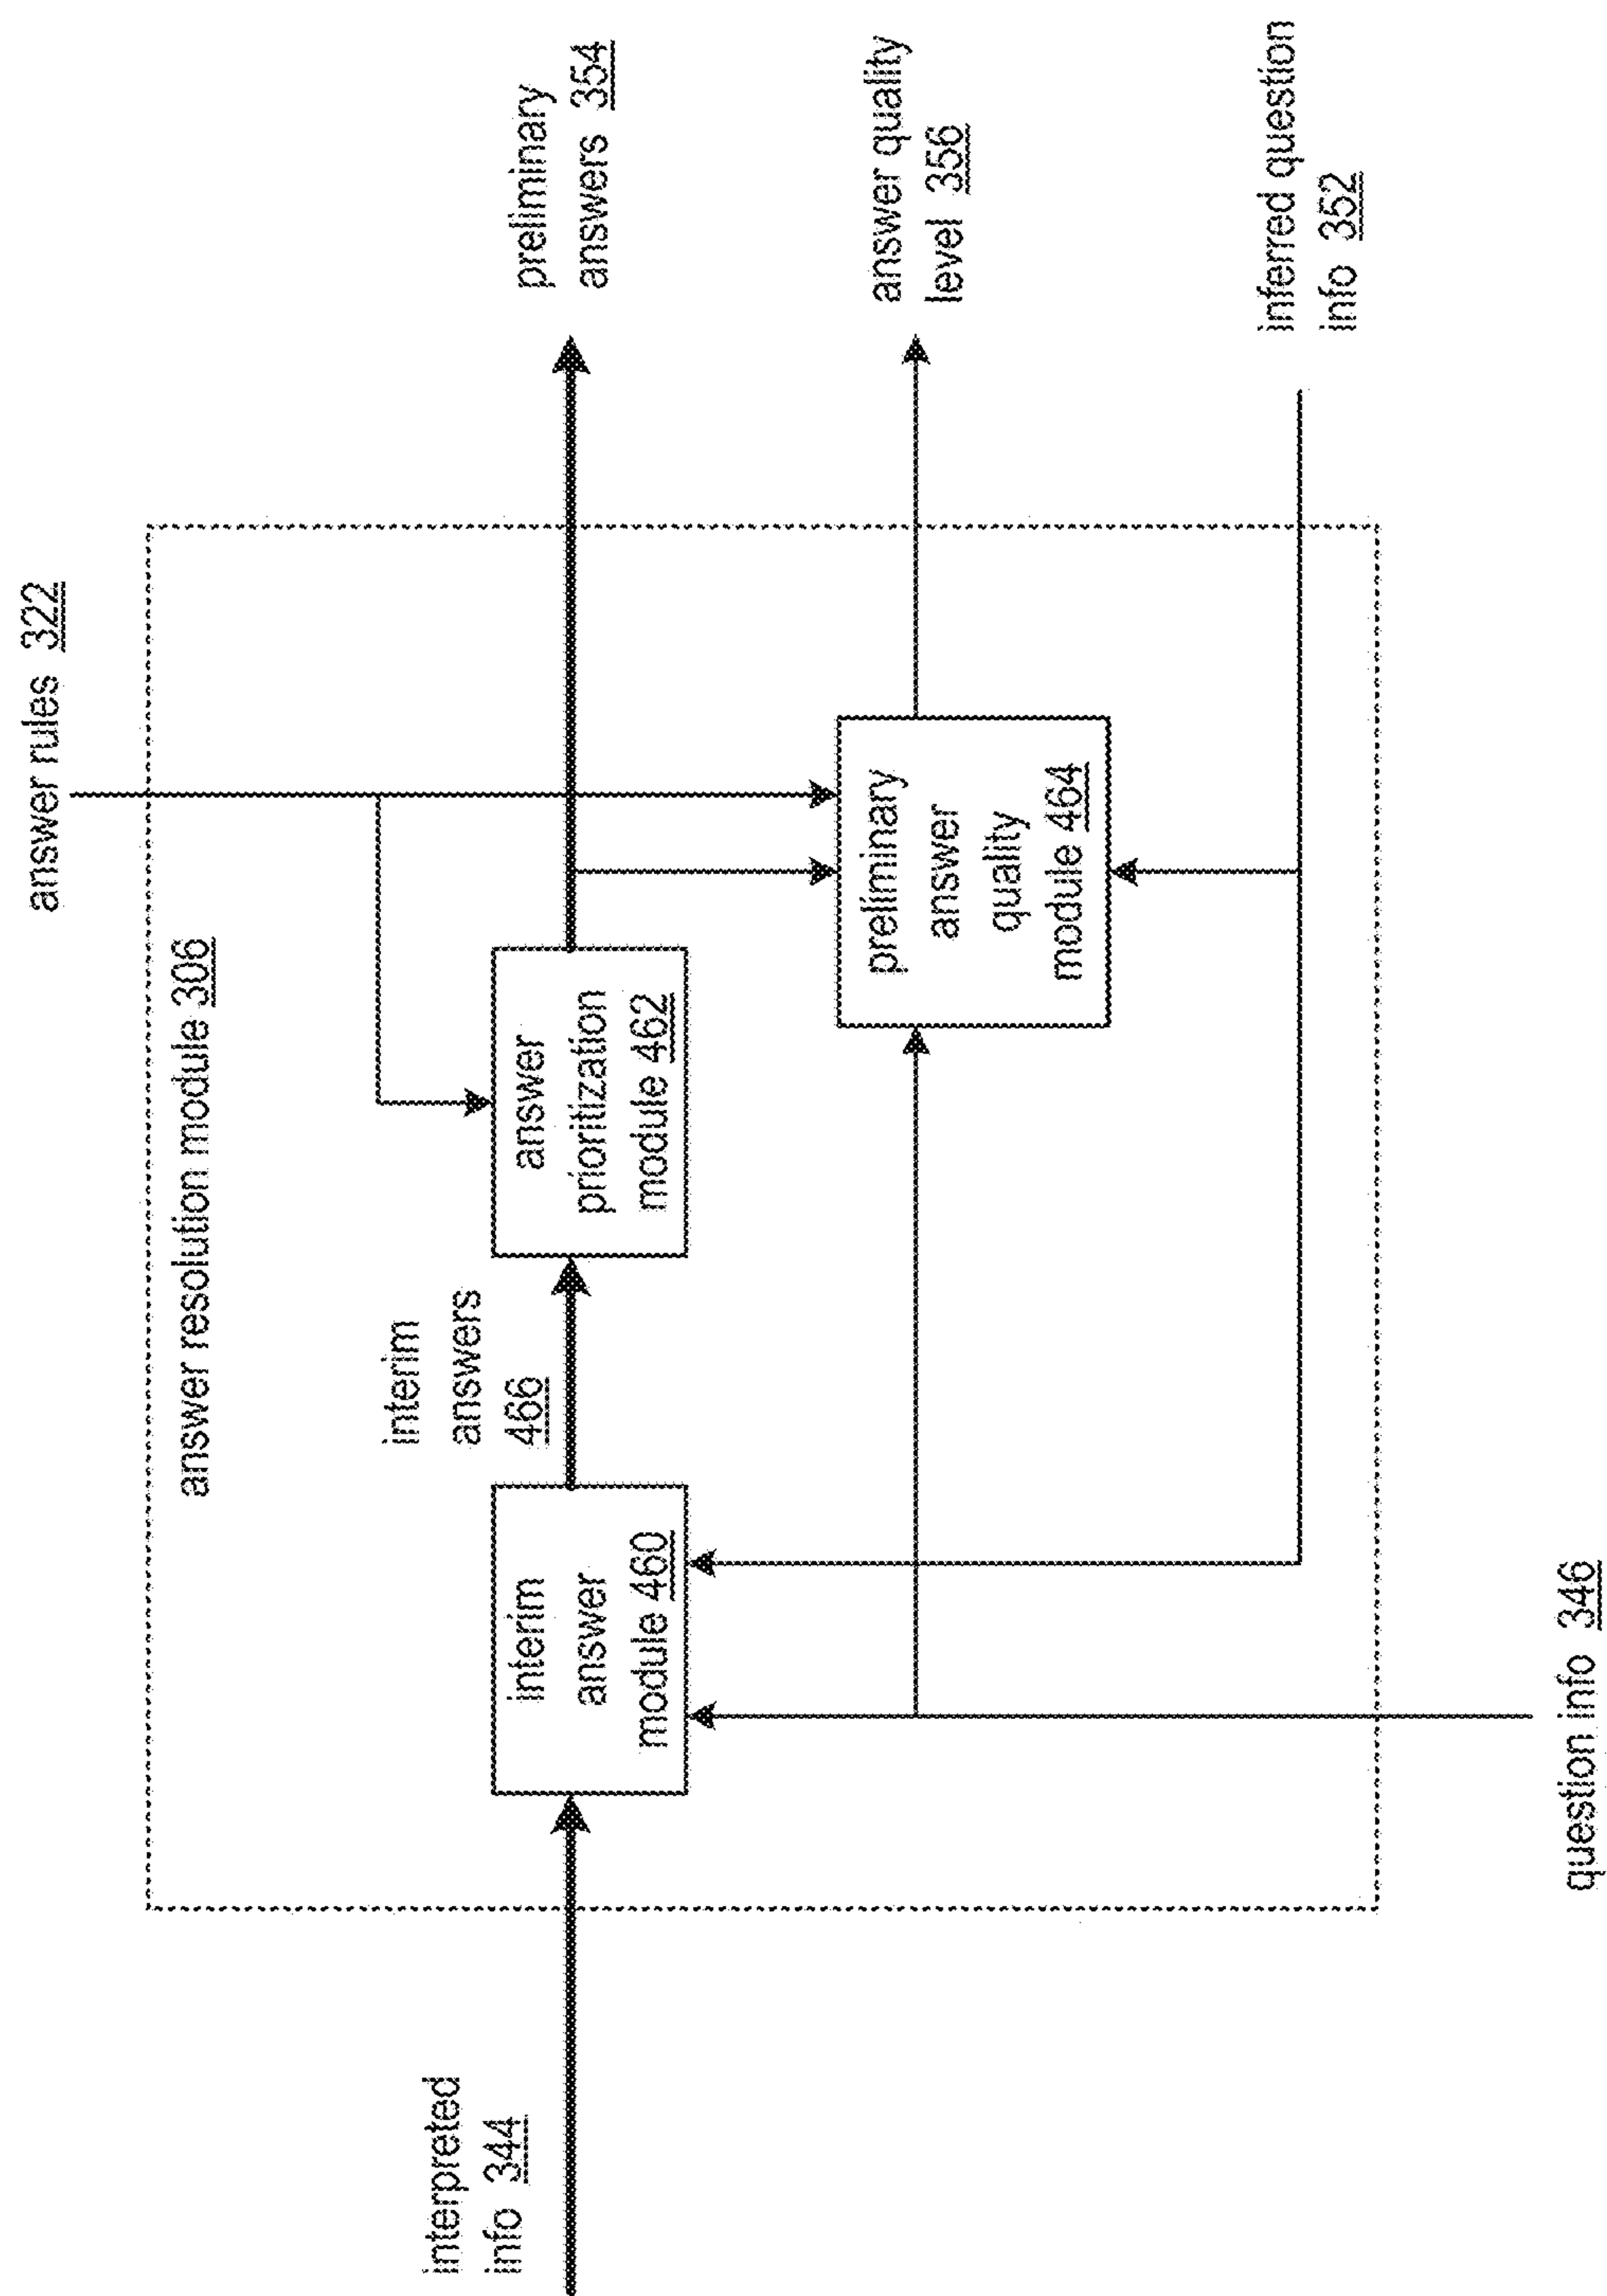 answer rules 322
answer resolution module 306
interpreted
info 344
interim
answer
module 460
interim
answers
466
answer
prioritization
module 462
preliminary
answers 354
preliminary
answer
quality
module 464
answer quality
level 356
inferred question
info 352
question info 346